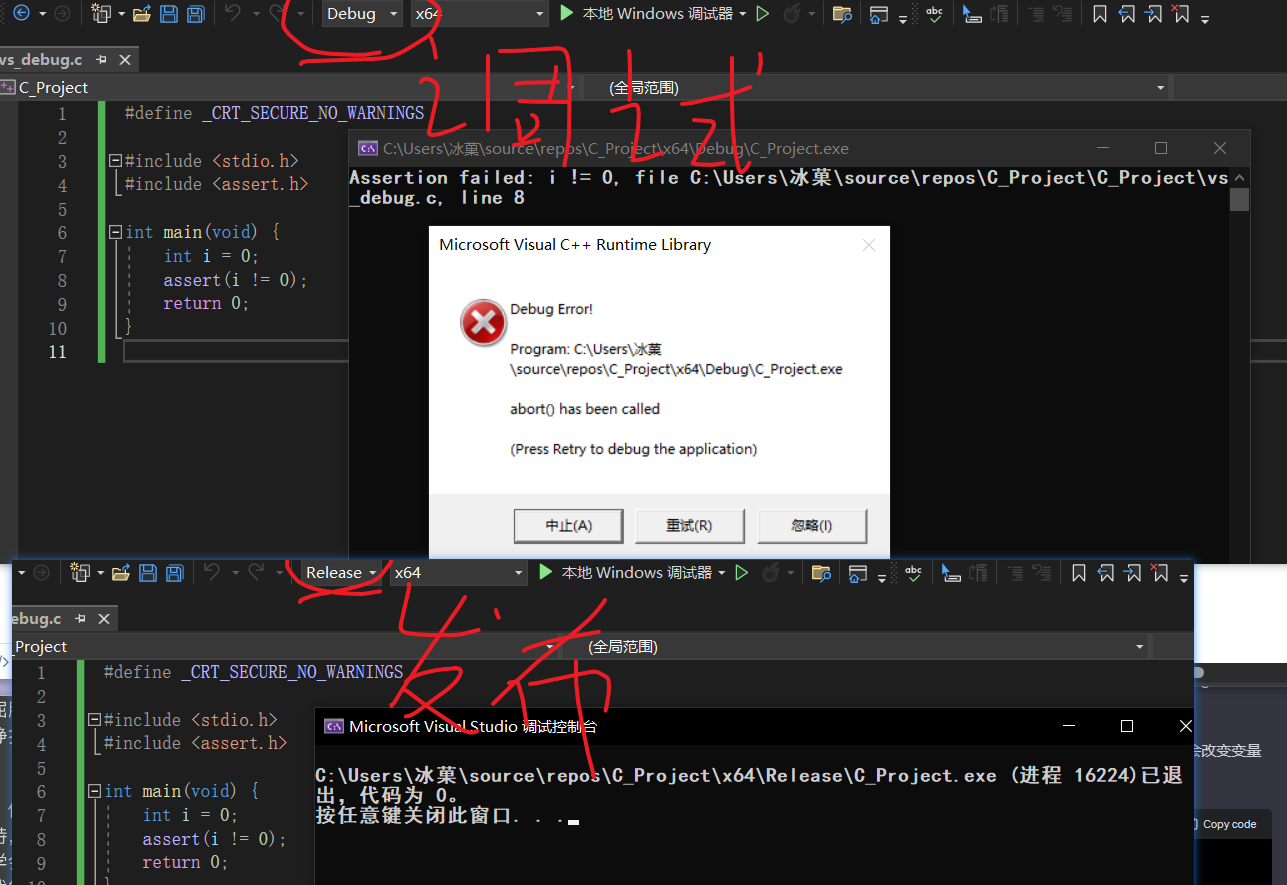 Debug x64 本地 Windows 调试器
调试
vs_debug.c
C_Project (全局范围)
1 #define _CRT_SECURE_NO_WARNINGS
2
3 #include <stdio.h>
4 #include <assert.h>
5
6 int main(void) {
7 int i = 0;
8 assert(i != 0);
9 return 0;
10 }
11
C:\Users\冰菓\source\repos\C_Project\x64\Debug\C_Project.exe
Assertion failed: i != 0, file C:\Users\冰菓\source\repos\C_Project\C_Project\vs
_debug.c, line 8
Microsoft Visual C++ Runtime Library
Debug Error!
Program: C:\Users\冰菓
\source\repos\C_Project\x64\Debug\C_Project.exe
abort() has been called
(Press Retry to debug the application)
中止(A) 重试(R) 忽略(I)
Release x64 本地 Windows 调试器
发布
ebug.c
Project (全局范围)
1 #define _CRT_SECURE_NO_WARNINGS
2
3 #include <stdio.h>
4 #include <assert.h>
5
6 int main(void) {
7 int i = 0;
8 assert(i != 0);
9 return 0;
10 }
Microsoft Visual Studio 调试控制台
C:\Users\冰菓\source\repos\C_Project\x64\Release\C_Project.exe (进程 16224)已退
出，代码为 0。
按任意键关闭此窗口. . .
会改变变量
Copy code